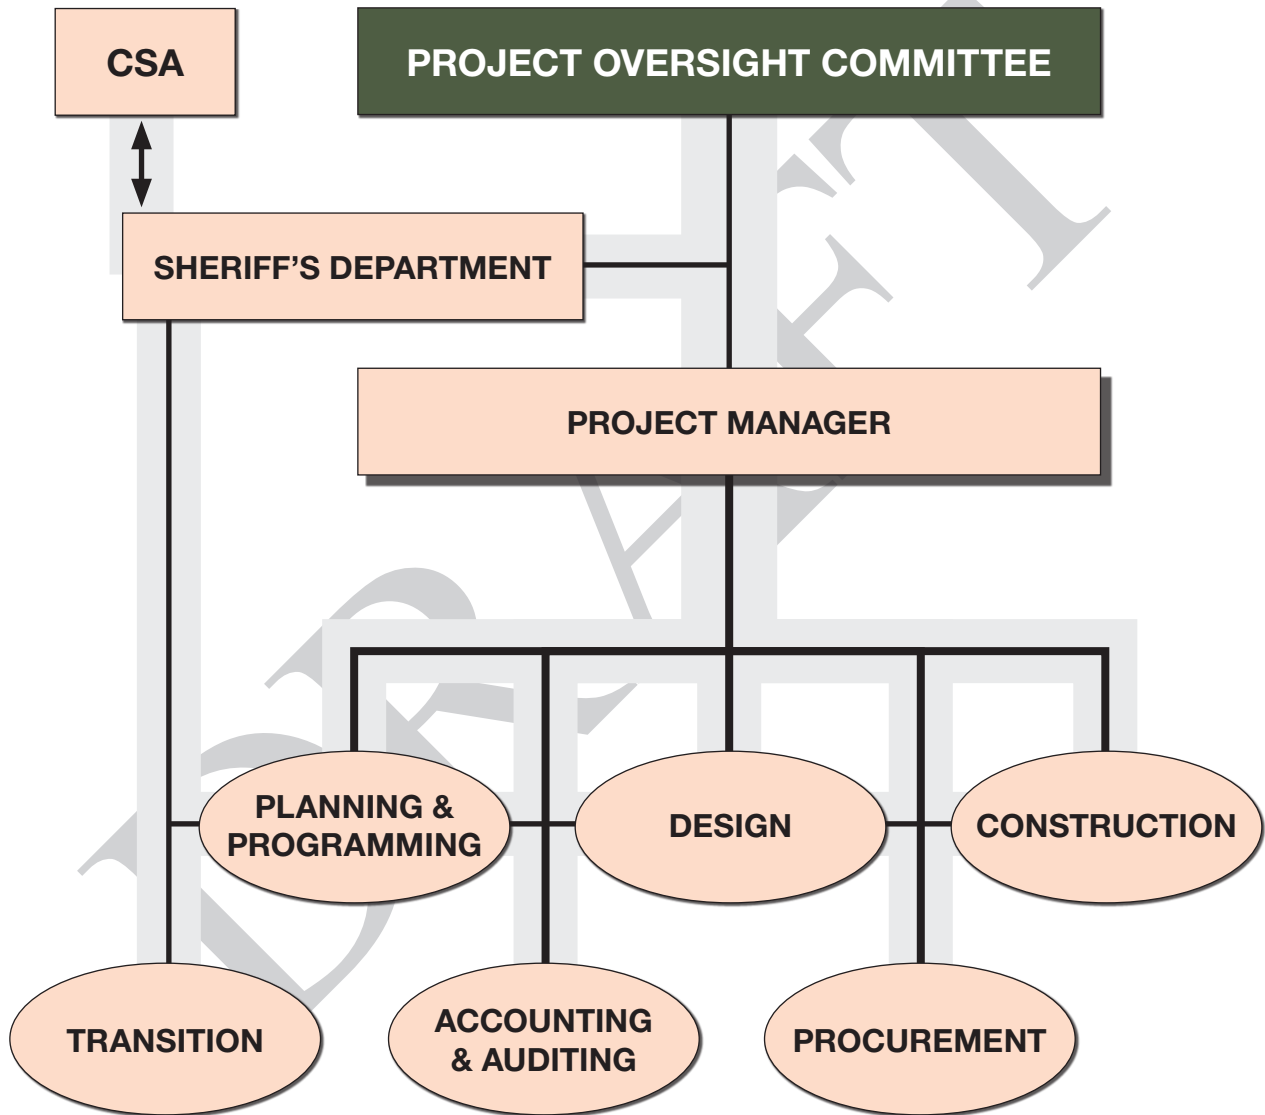 CSA
PROJECT OVERSIGHT COMMITTEE
SHERIFF’S DEPARTMENT
PROJECT MANAGER
PLANNING &
PROGRAMMING
DESIGN
CONSTRUCTION
TRANSITION
ACCOUNTING
& AUDITING
PROCUREMENT
DRAFT